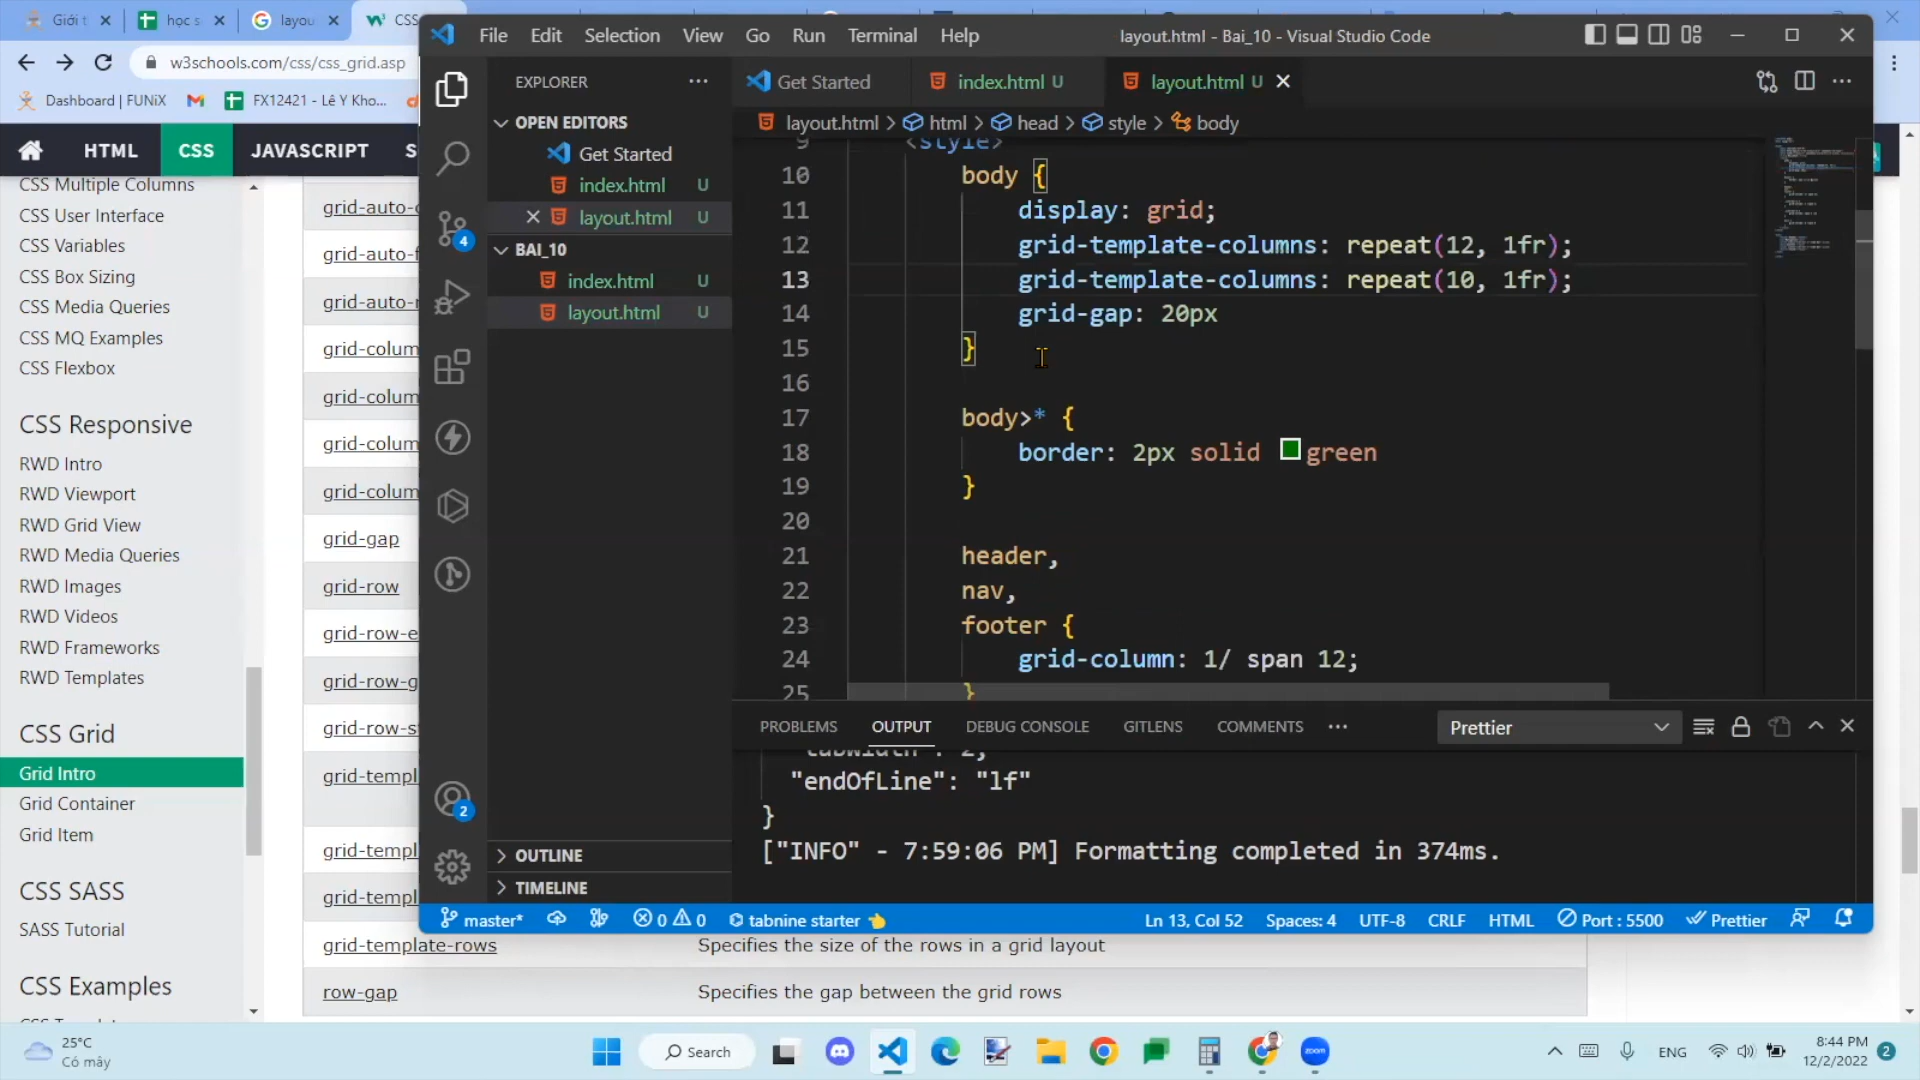 Giới t
học s
layou
CSS
w3schools.com/css/css_grid.asp
Dashboard | FUNiX
FX12421 - Lê Y Kho...
HTML
CSS
JAVASCRIPT
S
CSS Multiple Columns
CSS User Interface
CSS Variables
CSS Box Sizing
CSS Media Queries
CSS MQ Examples
CSS Flexbox
CSS Responsive
RWD Intro
RWD Viewport
RWD Grid View
RWD Media Queries
RWD Images
RWD Videos
RWD Frameworks
RWD Templates
CSS Grid
Grid Intro
Grid Container
Grid Item
CSS SASS
SASS Tutorial
CSS Examples
grid-auto-c
grid-auto-f
grid-auto-r
grid-colum
grid-colum
grid-colum
grid-colum
grid-gap
grid-row
grid-row-e
grid-row-g
grid-row-s
grid-templ
grid-templ
grid-templ
grid-template-rows Specifies the size of the rows in a grid layout
row-gap Specifies the gap between the grid rows
File Edit Selection View Go Run Terminal Help
layout.html - Bai_10 - Visual Studio Code
EXPLORER
OPEN EDITORS
Get Started
index.html U
layout.html U
BAI_10
index.html U
layout.html U
OUTLINE
TIMELINE
4
2
Get Started
index.html U
layout.html U
layout.html > html > head > style > body
9 <style>
10 body {
11 display: grid;
12 grid-template-columns: repeat(12, 1fr);
13 grid-template-columns: repeat(10, 1fr);
14 grid-gap: 20px
15 }
16
17 body>* {
18 border: 2px solid green
19 }
20
21 header,
22 nav,
23 footer {
24 grid-column: 1/ span 12;
25 }
PROBLEMS OUTPUT DEBUG CONSOLE GITLENS COMMENTS
Prettier
"tabWidth": 2,
"endOfLine": "lf"
}
["INFO" - 7:59:06 PM] Formatting completed in 374ms.
master* 0 0 tabnine starter Ln 13, Col 52 Spaces: 4 UTF-8 CRLF HTML Port : 5500 Prettier
25°C
Có mây
Search
zoom
ENG
8:44 PM
12/2/2022
2